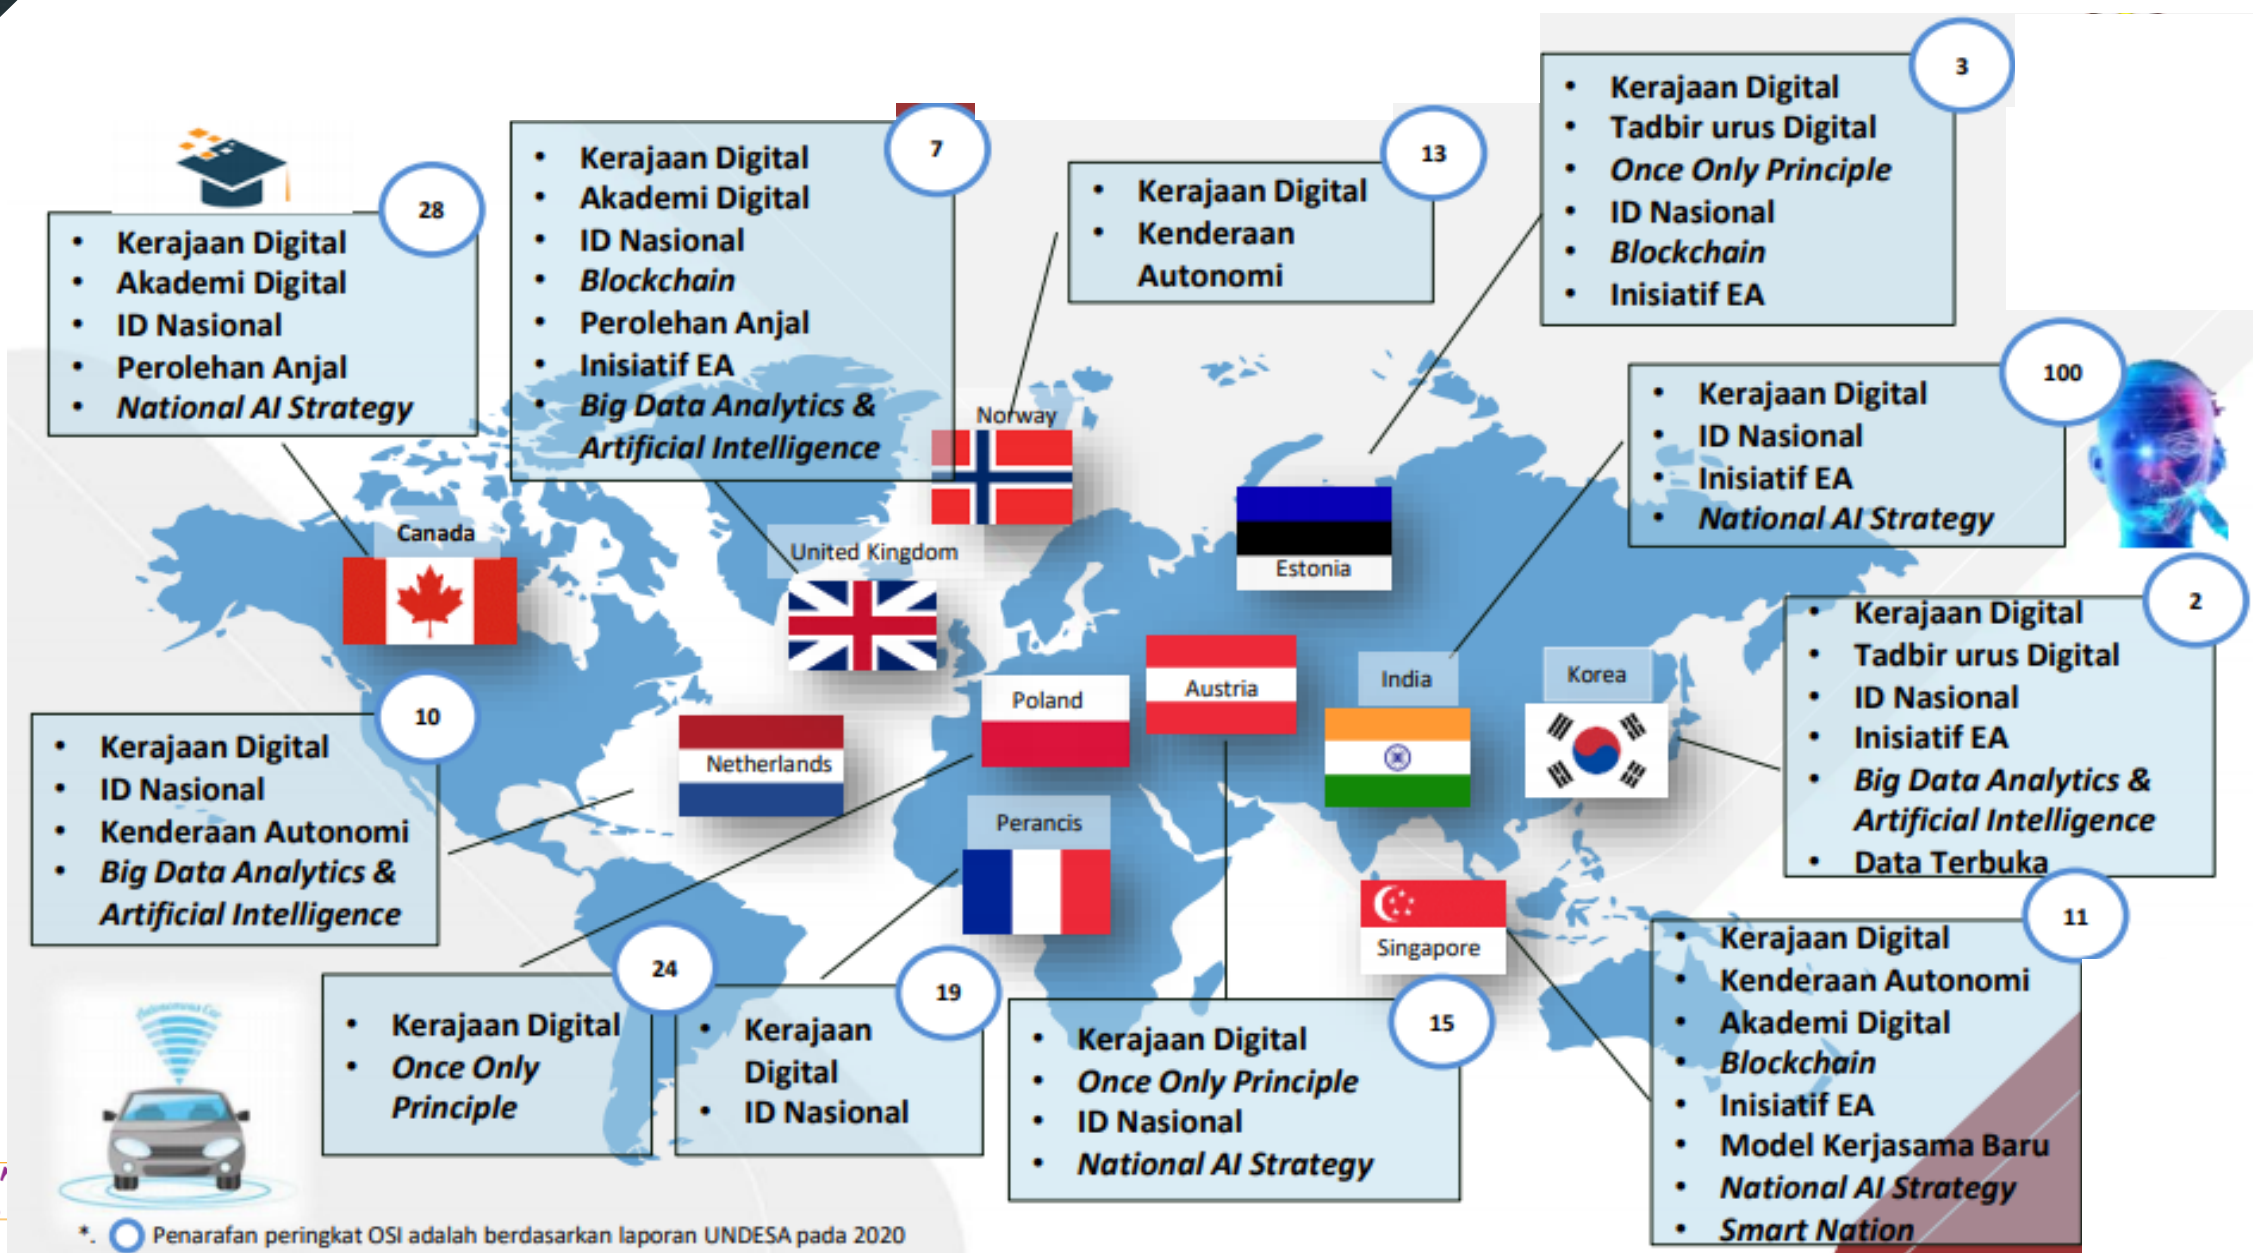 28
• Kerajaan Digital
• Akademi Digital
• ID Nasional
• Perolehan Anjal
• National AI Strategy
7
• Kerajaan Digital
• Akademi Digital
• ID Nasional
• Blockchain
• Perolehan Anjal
• Inisiatif EA
• Big Data Analytics &
Artificial Intelligence
13
• Kerajaan Digital
• Kenderaan
Autonomi
3
• Kerajaan Digital
• Tadbir urus Digital
• Once Only Principle
• ID Nasional
• Blockchain
• Inisiatif EA
100
• Kerajaan Digital
• ID Nasional
• Inisiatif EA
• National AI Strategy
Norway
Canada
United Kingdom
Estonia
Poland
Austria
India
Korea
Netherlands
Perancis
Singapore
2
• Kerajaan Digital
• Tadbir urus Digital
• ID Nasional
• Inisiatif EA
• Big Data Analytics &
Artificial Intelligence
• Data Terbuka
10
• Kerajaan Digital
• ID Nasional
• Kenderaan Autonomi
• Big Data Analytics &
Artificial Intelligence
24
• Kerajaan Digital
• Once Only
Principle
19
• Kerajaan
Digital
• ID Nasional
15
• Kerajaan Digital
• Once Only Principle
• ID Nasional
• National AI Strategy
11
• Kerajaan Digital
• Kenderaan Autonomi
• Akademi Digital
• Blockchain
• Inisiatif EA
• Model Kerjasama Baru
• National AI Strategy
• Smart Nation
Autonomous Car
*. Penarafan peringkat OSI adalah berdasarkan laporan UNDESA pada 2020